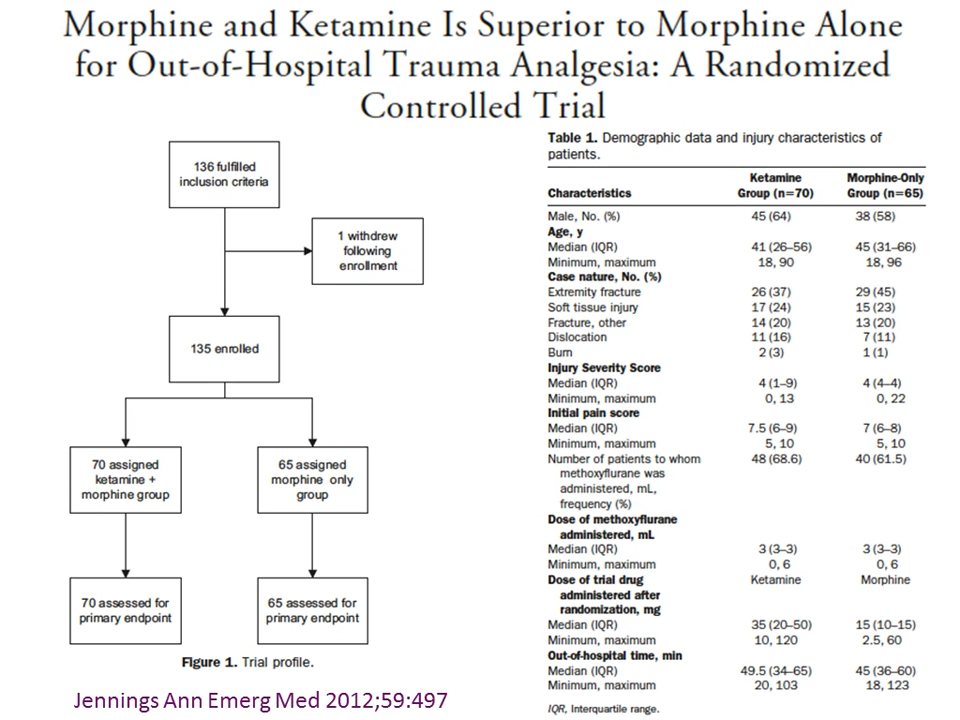 Morphine and Ketamine Is Superior to Morphine Alone
for Out-of-Hospital Trauma Analgesia: A Randomized
Controlled Trial
136 fulfilled
inclusion criteria
1 withdrew
following
enrollment
135 enrolled
70 assigned
ketamine +
morphine group
65 assigned
morphine only
group
70 assessed for
primary endpoint
65 assessed for
primary endpoint
Figure 1. Trial profile.
Jennings Ann Emerg Med 2012;59:497
Table 1. Demographic data and injury characteristics of
patients.
Ketamine Morphine-Only
Characteristics Group (n=70) Group (n=65)
Male, No. (%) 45 (64) 38 (58)
Age, y
Median (IQR) 41 (26–56) 45 (31–66)
Minimum, maximum 18, 90 18, 96
Case nature, No. (%)
Extremity fracture 26 (37) 29 (45)
Soft tissue injury 17 (24) 15 (23)
Fracture, other 14 (20) 13 (20)
Dislocation 11 (16) 7 (11)
Burn 2 (3) 1 (1)
Injury Severity Score
Median (IQR) 4 (1–9) 4 (4–4)
Minimum, maximum 0, 13 0, 22
Initial pain score
Median (IQR) 7.5 (6–9) 7 (6–8)
Minimum, maximum 5, 10 5, 10
Number of patients to whom 48 (68.6) 40 (61.5)
methoxyflurane was
administered, mL,
frequency (%)
Dose of methoxyflurane
administered, mL
Median (IQR) 3 (3–3) 3 (3–3)
Minimum, maximum 0, 6 0, 6
Dose of trial drug Ketamine Morphine
administered after
randomization, mg
Median (IQR) 35 (20–50) 15 (10–15)
Minimum, maximum 10, 120 2.5, 60
Out-of-hospital time, min
Median (IQR) 49.5 (34–65) 45 (36–60)
Minimum, maximum 20, 103 18, 123
IQR, Interquartile range.